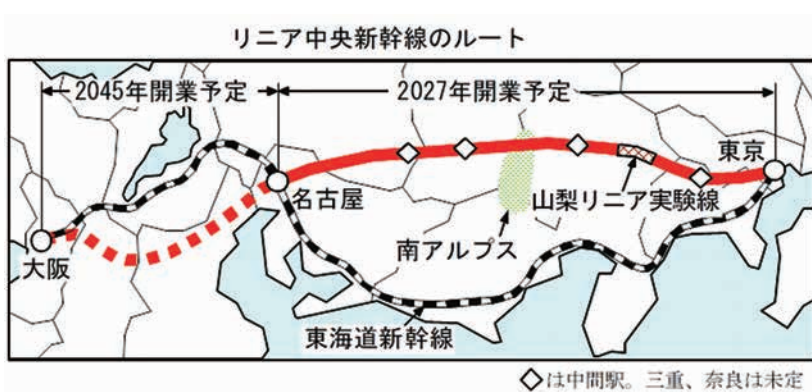 リニア中央新幹線のルート
2045年開業予定
2027年開業予定
東京
名古屋
山梨リニア実験線
南アルプス
大阪
東海道新幹線
◇は中間駅。三重、奈良は未定